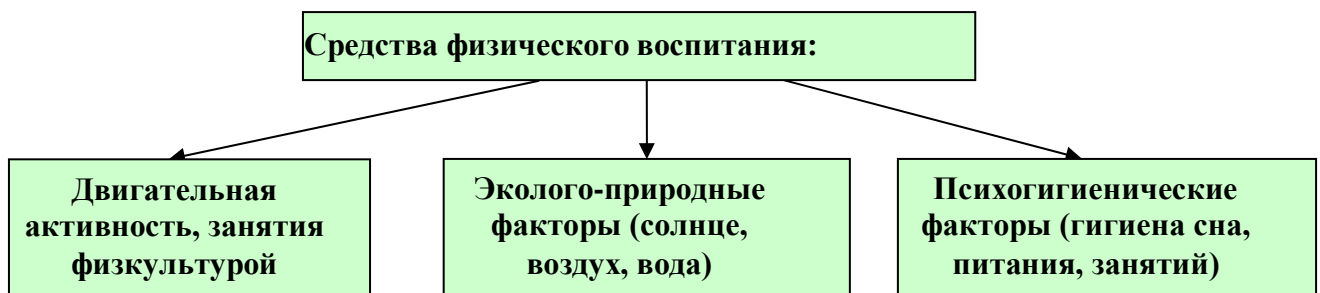 Средства физического воспитания:
Двигательная
активность, занятия
физкультурой
Эколого-природные
факторы (солнце,
воздух, вода)
Психогигиенические
факторы (гигиена сна,
питания, занятий)